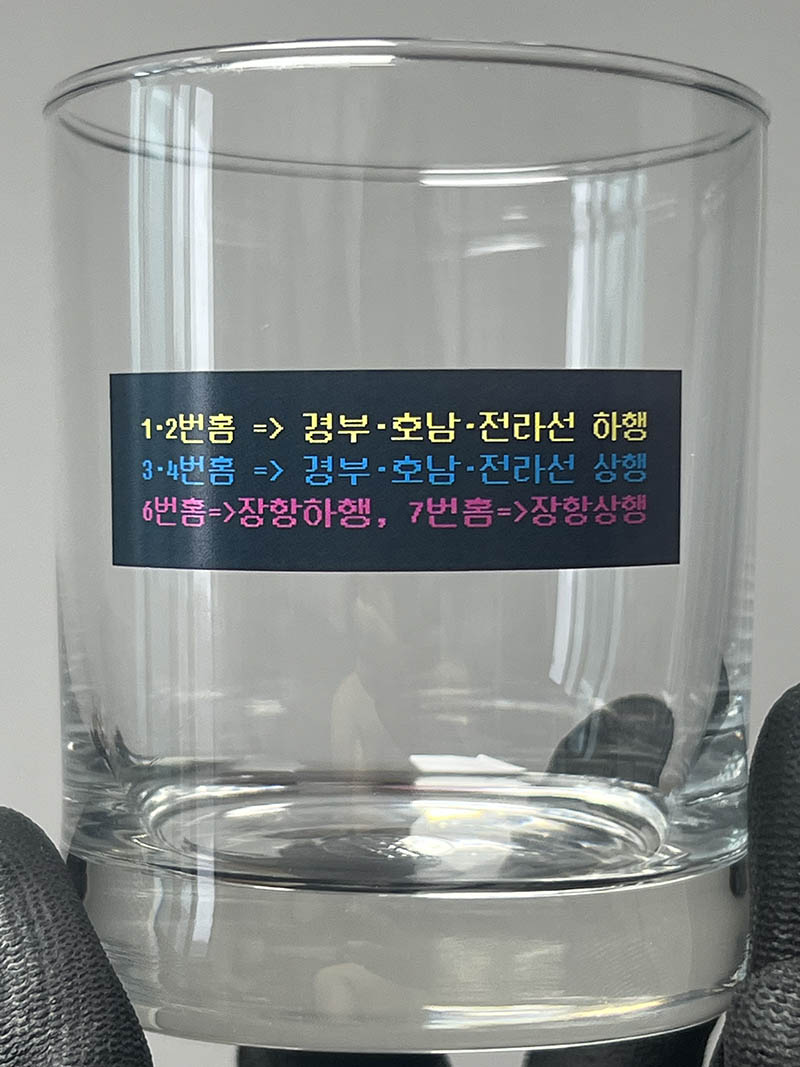 1·2번홈 => 경부·호남·전라선 하행
3·4번홈 => 경부·호남·전라선 상행
6번홈=>장항하행, 7번홈=>장항상행